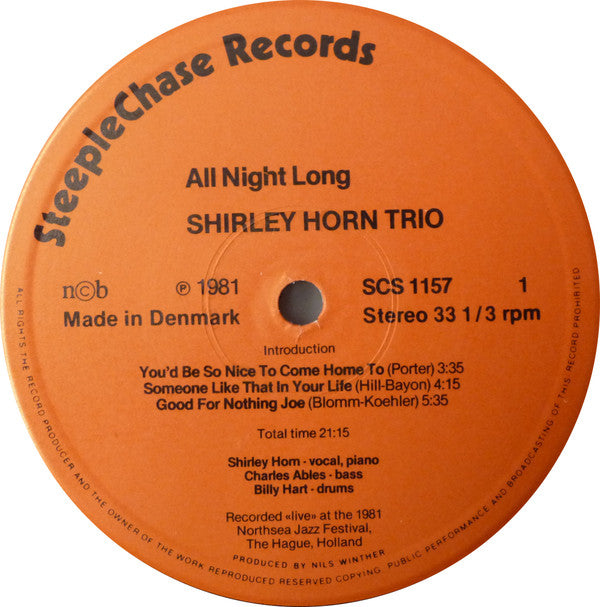 SteepleChase Records
All Night Long
SHIRLEY HORN TRIO
n©b ℗ 1981 SCS 1157 1
Made in Denmark Stereo 33 1/3 rpm
Introduction
You'd Be So Nice To Come Home To (Porter) 3:35
Someone Like That In Your Life (Hill-Bayon) 4:15
Good For Nothing Joe (Blomm-Koehler) 5:35
Total time 21:15
Shirley Horn - vocal, piano
Charles Ables - bass
Billy Hart - drums
Recorded «live» at the 1981
Northsea Jazz Festival,
The Hague, Holland
PRODUCED BY NILS WINTHER
ALL RIGHTS THE RECORD PRODUCER AND THE OWNER OF THE WORK REPRODUCED RESERVED COPYING. PUBLIC PERFORMANCE AND BROADCASTING OF THIS. RECORD PROHIBITED